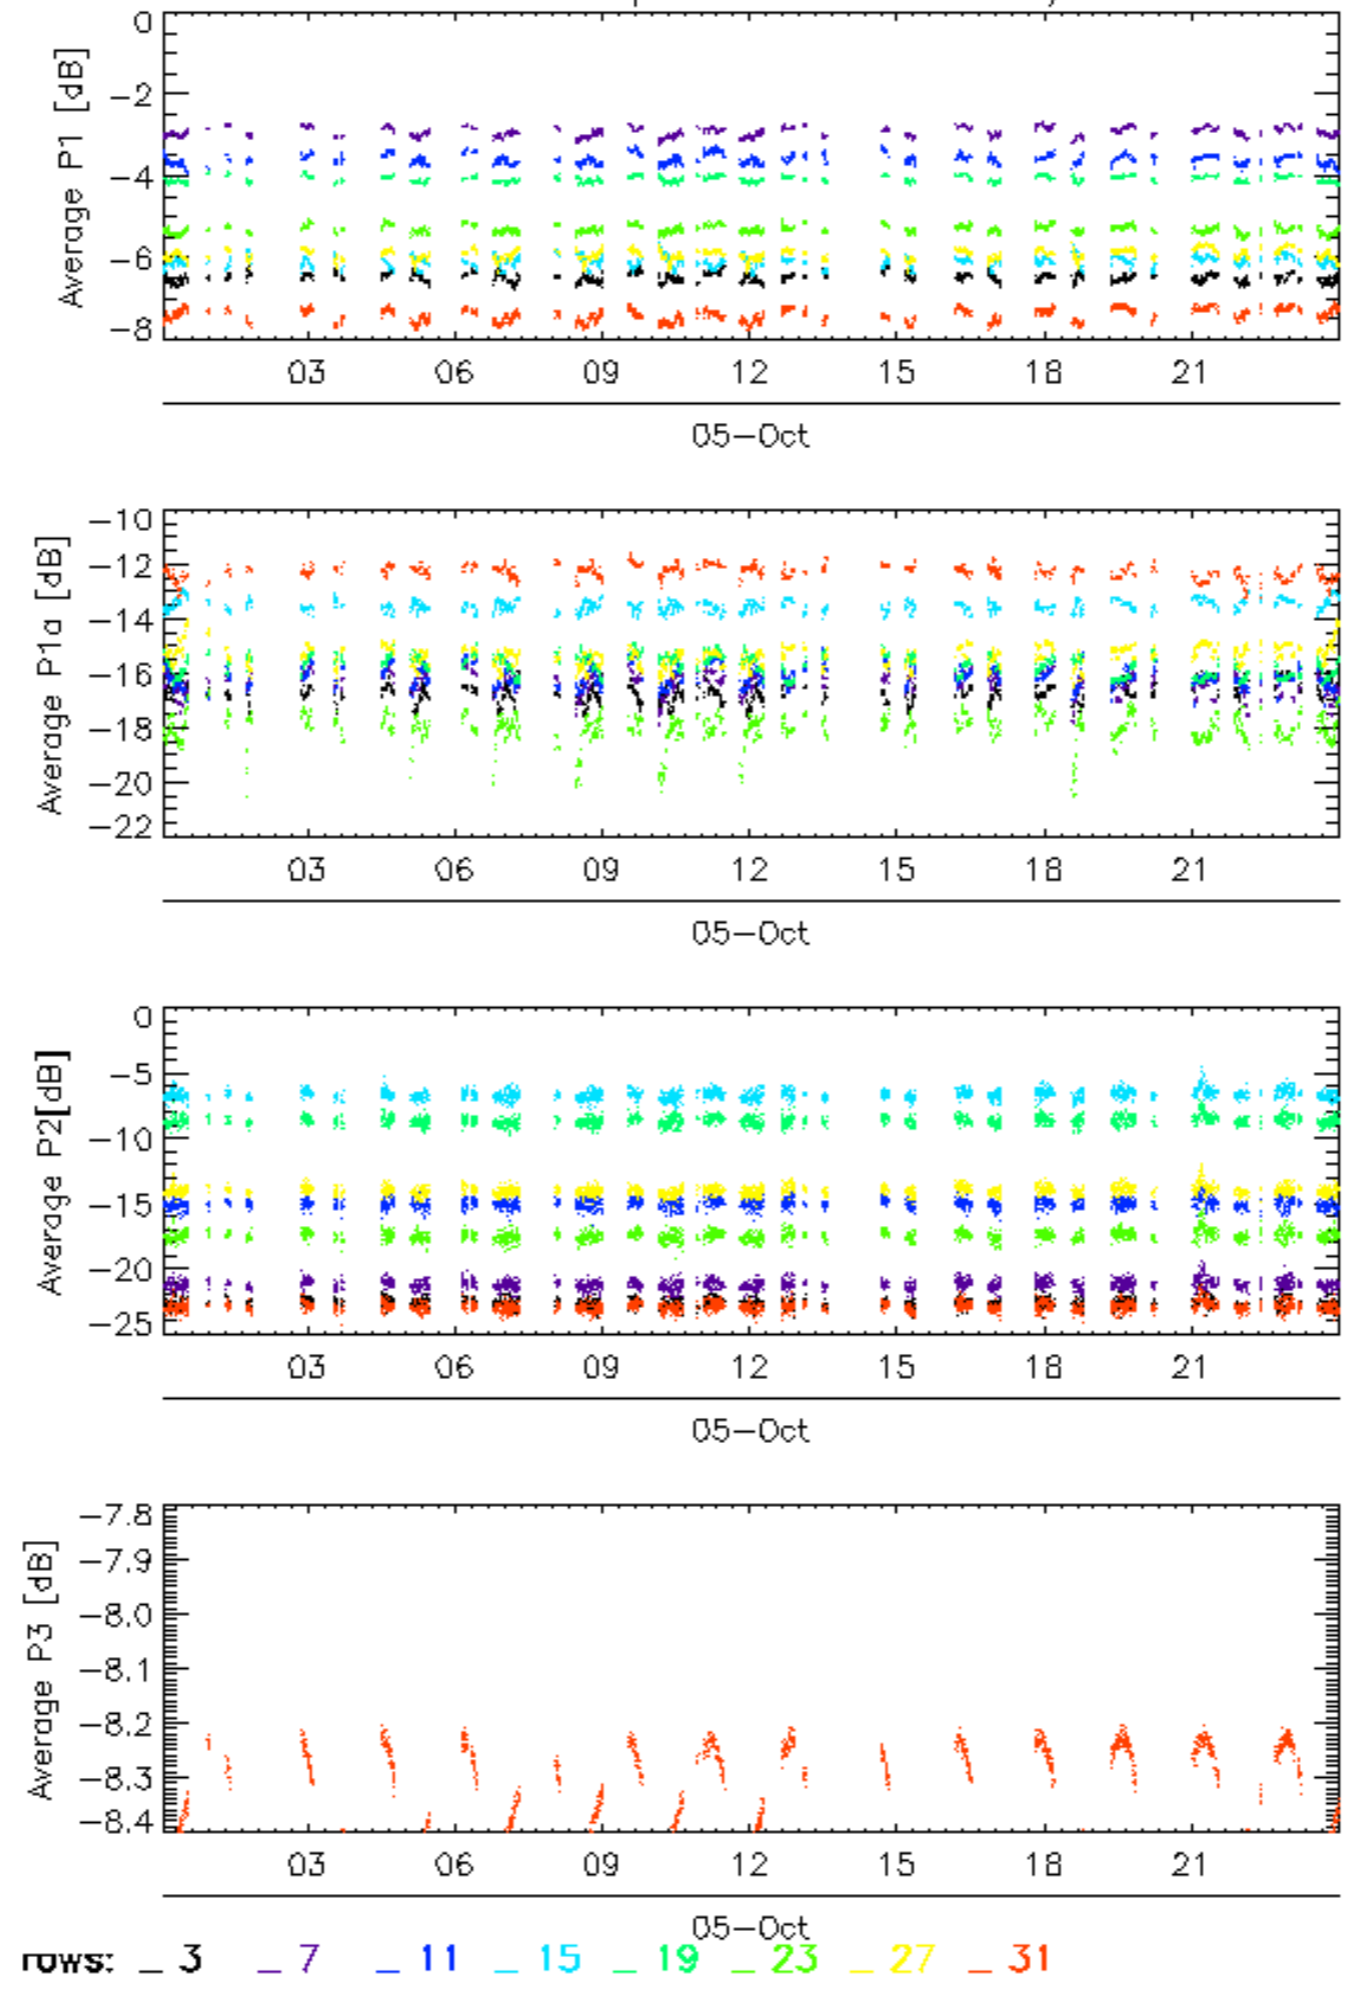 0
-2
-4
-6
-8
Average P1 [dB]
03 06 09 12 15 18 21
05-Oct
-10
-12
-14
-16
-18
-20
-22
Average P1a [dB]
03 06 09 12 15 18 21
05-Oct
0
-5
-10
-15
-20
-25
Average P2[dB]
03 06 09 12 15 18 21
05-Oct
-7.8
-7.9
-8.0
-8.1
-8.2
-8.3
-8.4
Average P3 [dB]
03 06 09 12 15 18 21
05-Oct
rows: _ 3 _ 7 _ 11 _ 15 _ 19 _ 23 _ 27 _ 31